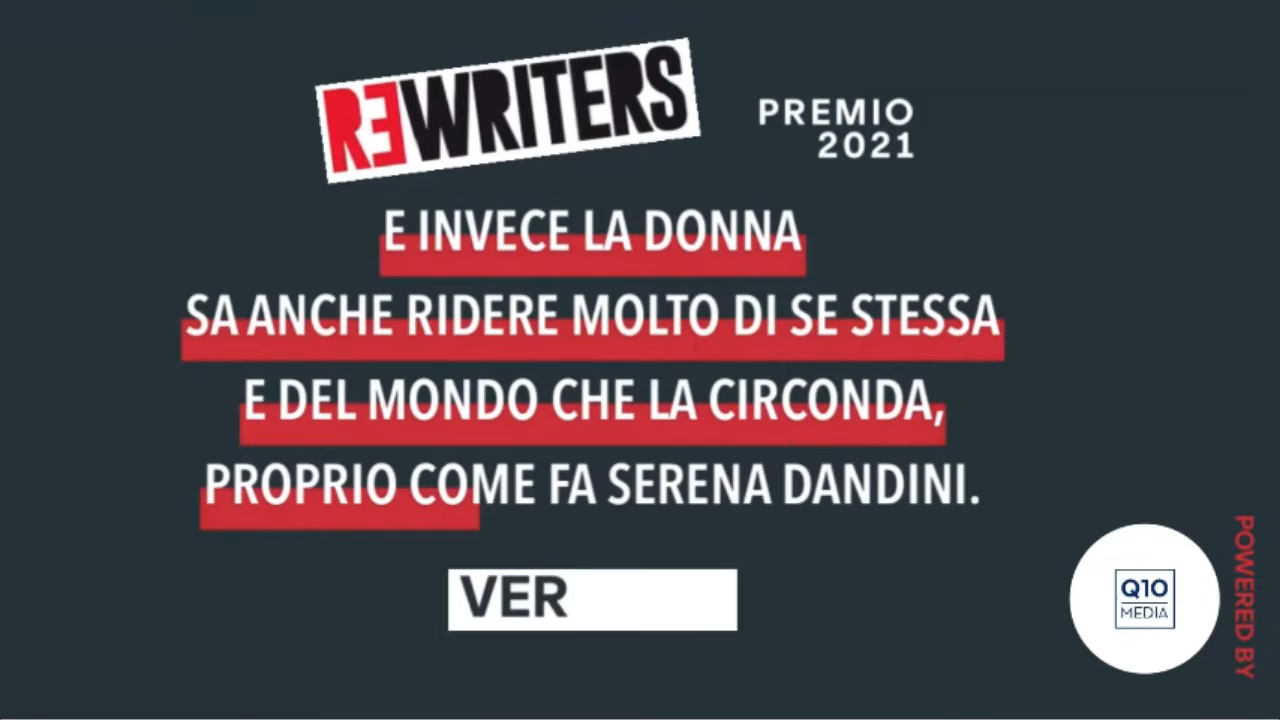 REWRITERS
PREMIO
2021
E INVECE LA DONNA
SA ANCHE RIDERE MOLTO DI SE STESSA
E DEL MONDO CHE LA CIRCONDA,
PROPRIO COME FA SERENA DANDINI.
VER
Q10
MEDIA
POWERED BY